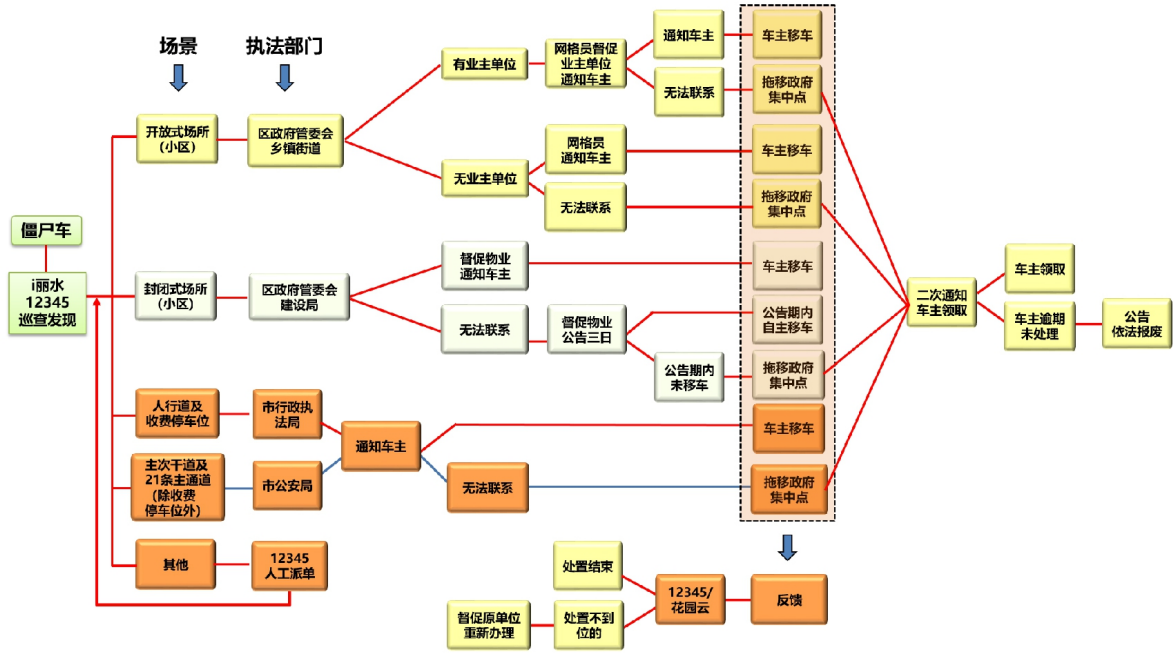 场景
执法部门
僵尸车
i丽水
12345
巡查发现
开放式场所
（小区）
区政府管委会
乡镇街道
有业主单位
网格员督促
业主单位
通知车主
通知车主
车主移车
无法联系
拖移政府
集中点
无业主单位
网格员
通知车主
车主移车
无法联系
拖移政府
集中点
封闭式场所
（小区）
区政府管委会
建设局
督促物业
通知车主
车主移车
无法联系
督促物业
公告三日
公告期内
自主移车
公告期内
未移车
拖移政府
集中点
人行道及
收费停车位
市行政执
法局
主次干道及
21条主通道
（除收费
停车位外）
市公安局
通知车主
车主移车
无法联系
拖移政府
集中点
其他
12345
人工派单
二次通知
车主领取
车主领取
车主逾期
未处理
公告
依法报废
反馈
12345/
花园云
处置结束
处置不到
位的
督促原单位
重新办理